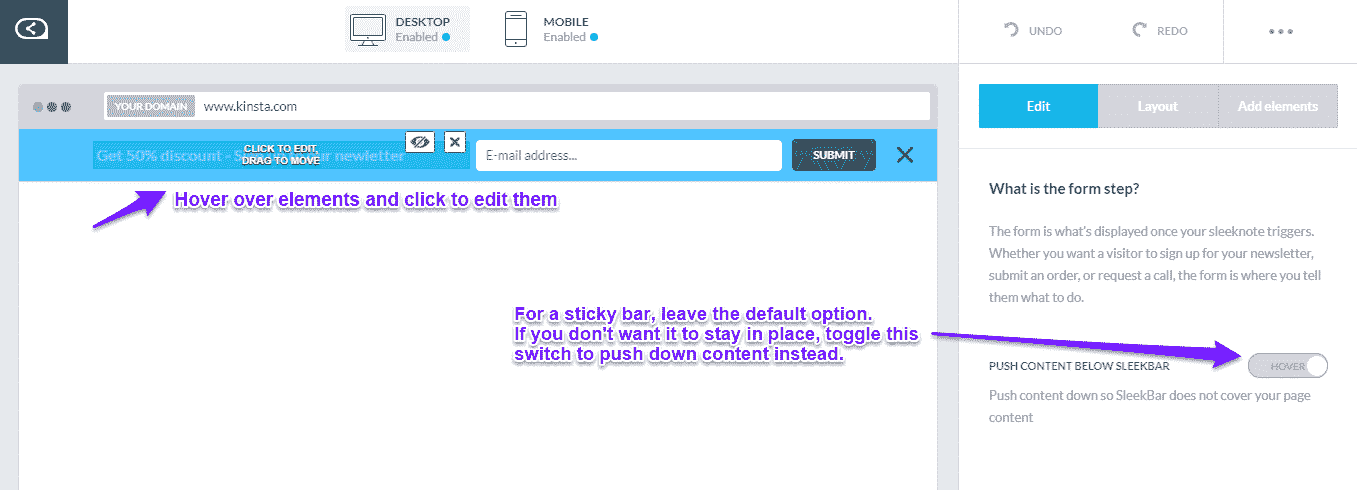 DESKTOP
Enabled
MOBILE
Enabled
UNDO
REDO
YOUR DOMAIN
www.kinsta.com
Edit
Layout
Add elements
Get 50% discount - S
CLICK TO EDIT,
DRAG TO MOVE
ur newletter
E-mail address...
SUBMIT
Hover over elements and click to edit them
What is the form step?
The form is what's displayed once your sleeknote triggers.
Whether you want a visitor to sign up for your newsletter,
submit an order, or request a call, the form is where you tell
them what to do.
For a sticky bar, leave the default option.
If you don't want it to stay in place, toggle this
switch to push down content instead.
PUSH CONTENT BELOW SLEEKBAR
HOVER
Push content down so SleekBar does not cover your page
content